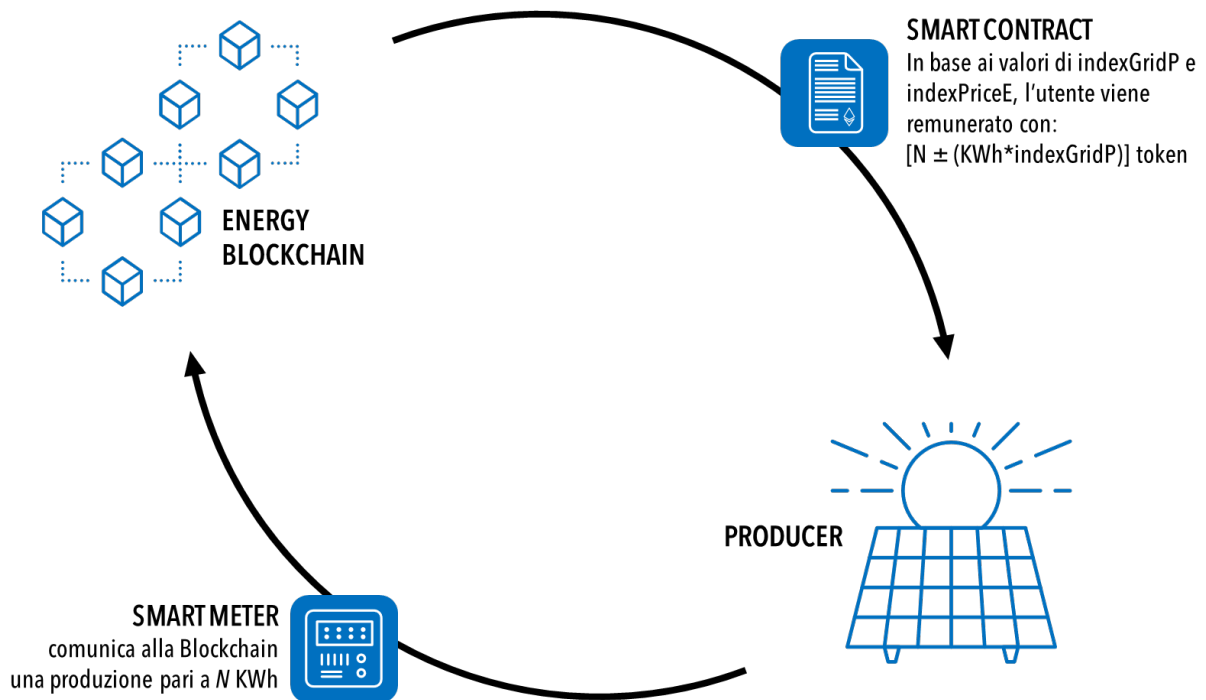 SMART CONTRACT
In base ai valori di indexGridP e
indexPriceE, l’utente viene
remunerato con:
[N ± (KWh*indexGridP)] token
ENERGY
BLOCKCHAIN
PRODUCER
SMART METER
comunica alla Blockchain
una produzione pari a N KWh